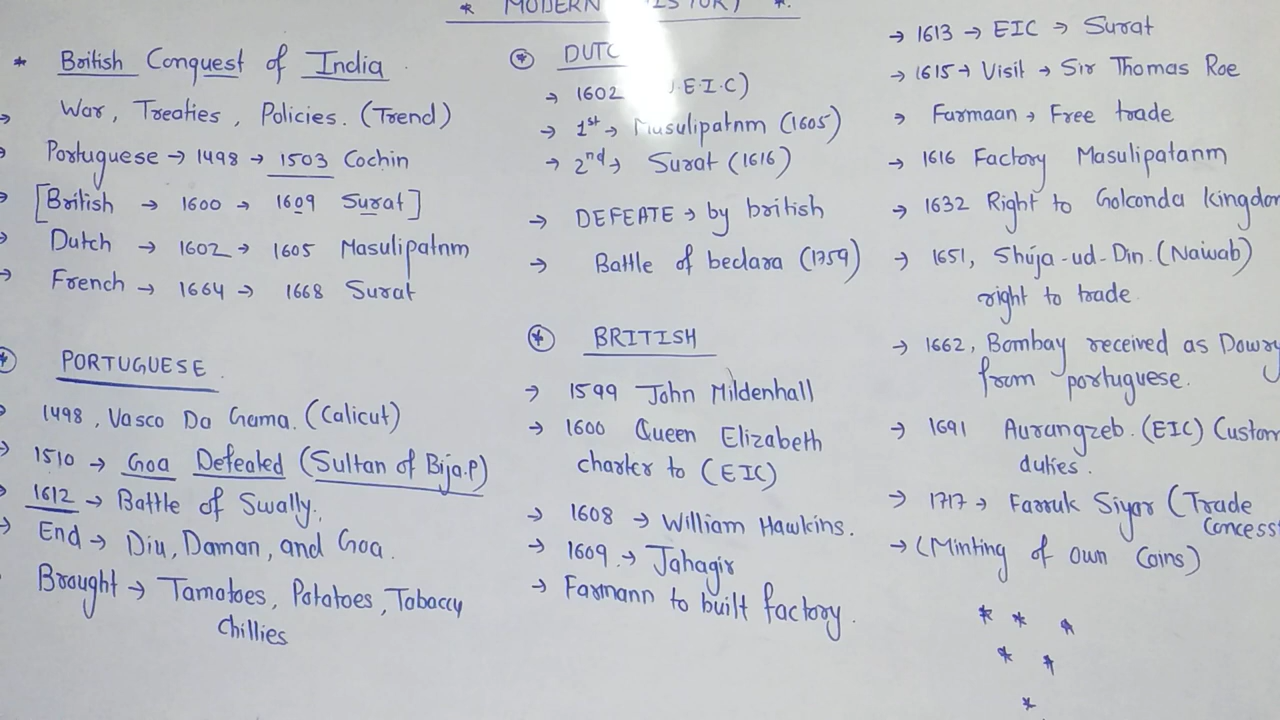 * MODERN *
* British Conquest of India
→ War, Treaties, Policies. (Trend)
→ Portuguese → 1498 → 1503 Cochin
→ [British → 1600 → 1609 Surat]
→ Dutch → 1602 → 1605 Masulipatnm
→ French → 1664 → 1668 Surat
* PORTUGUESE
→ 1498, Vasco Da Gama. (Calicut)
→ 1510 → Goa Defeated (Sultan of Bija.P)
→ 1612 → Battle of Swally.
→ End → Diu, Daman, and Goa.
Brought → Tamatoes, Potatoes, Tobaccy
Chillies
* DUTC
→ 1602 .E.I.C)
→ 1st → Masulipatnm (1605)
→ 2nd → Surat (1616)
→ DEFEATE → by british
→ Battle of bedara (1759)
* BRITISH
→ 1599 John Mildenhall
→ 1600 Queen Elizabeth
charter to (EIC)
→ 1608 → William Hawkins.
→ 1609 → Jahagir
→ Farmann to built factory.
→ 1613 → EIC → Surat
→ 1615 → Visit → Sir Thomas Roe
→ Farmaan → Free trade
→ 1616 Factory Masulipatanm
→ 1632 Right to Golconda Kingdom
→ 1651, Shuja-ud-Din. (Naiwab)
right to trade
→ 1662, Bombay received as Dowry
from portuguese.
→ 1691 Aurangzeb. (EIC) Custom
duties.
→ 1717 → Farruk Siyar (Trade
Concess
→ (Minting of own Coins)
* * *
* *
*